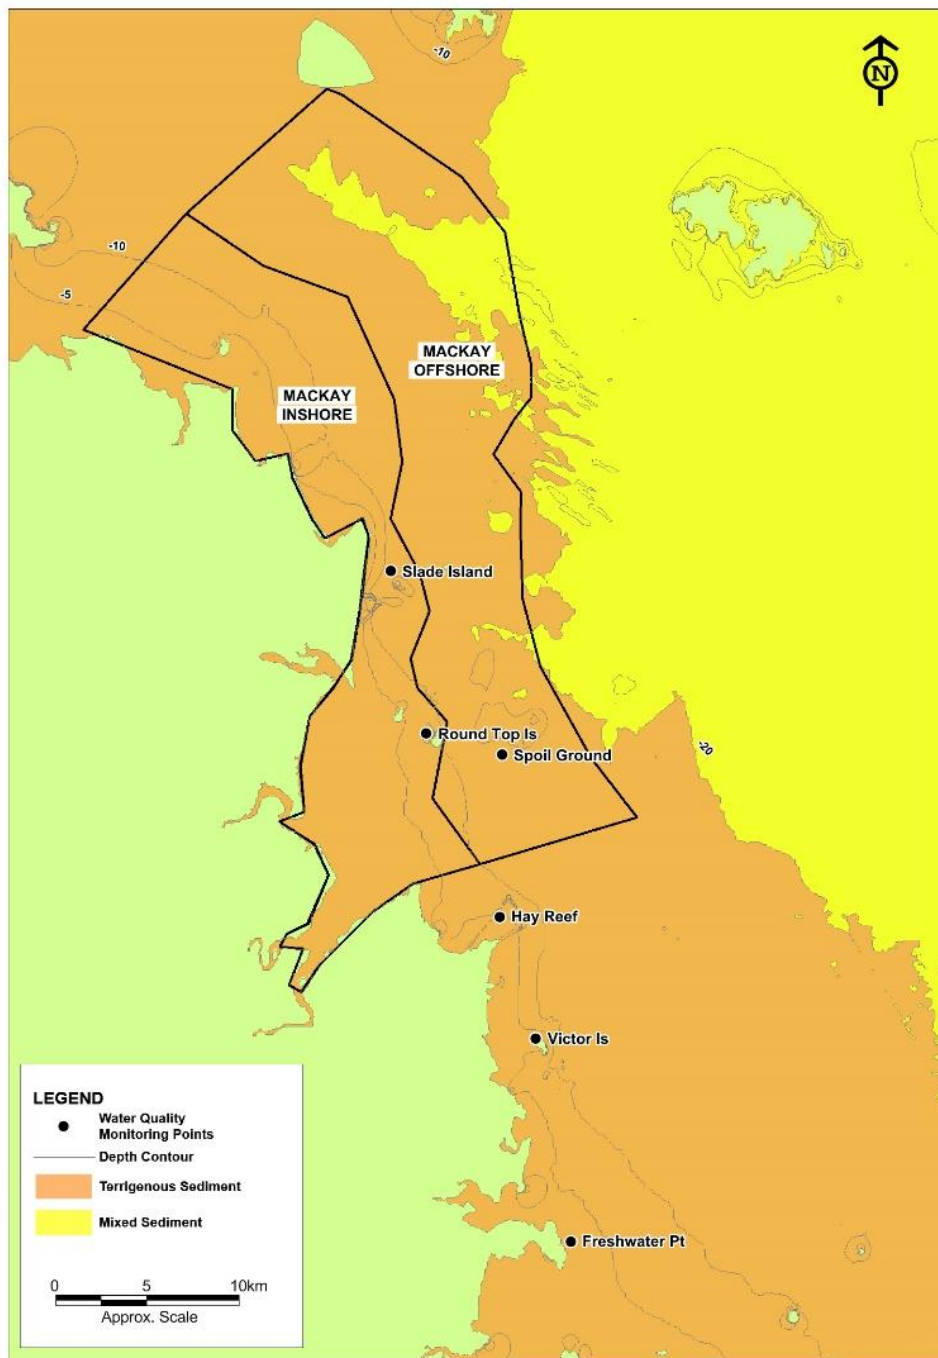 -10
N
-10
-5
MACKAY
OFFSHORE
MACKAY
INSHORE
Slade Island
Round Top Is
Spoil Ground
-20
Hay Reef
Victor Is
LEGEND
Water Quality
Monitoring Points
Depth Contour
Terrigenous Sediment
Mixed Sediment
0 5 10km
Approx. Scale
Freshwater Pt